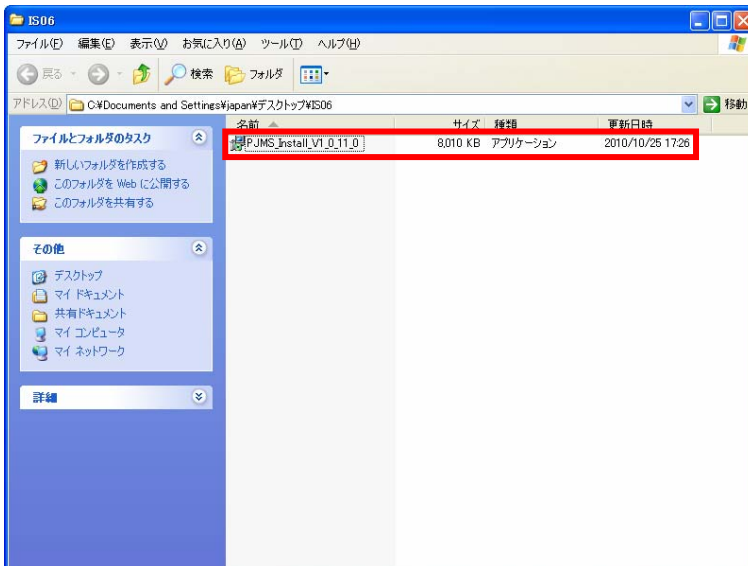 IS06
ファイル(F) 編集(E) 表示(V) お気に入り(A) ツール(T) ヘルプ(H)
戻る 検索 フォルダ
アドレス(D) C:¥Documents and Settings¥japan¥デスクトップ¥IS06 移動
名前 サイズ 種類 更新日時
PJMS_Install_V1_0_11_0 8,010 KB アプリケーション 2010/10/25 17:26
ファイルとフォルダのタスク
新しいフォルダを作成する
このフォルダを Web に公開する
このフォルダを共有する
その他
デスクトップ
マイ ドキュメント
共有ドキュメント
マイ コンピュータ
マイ ネットワーク
詳細